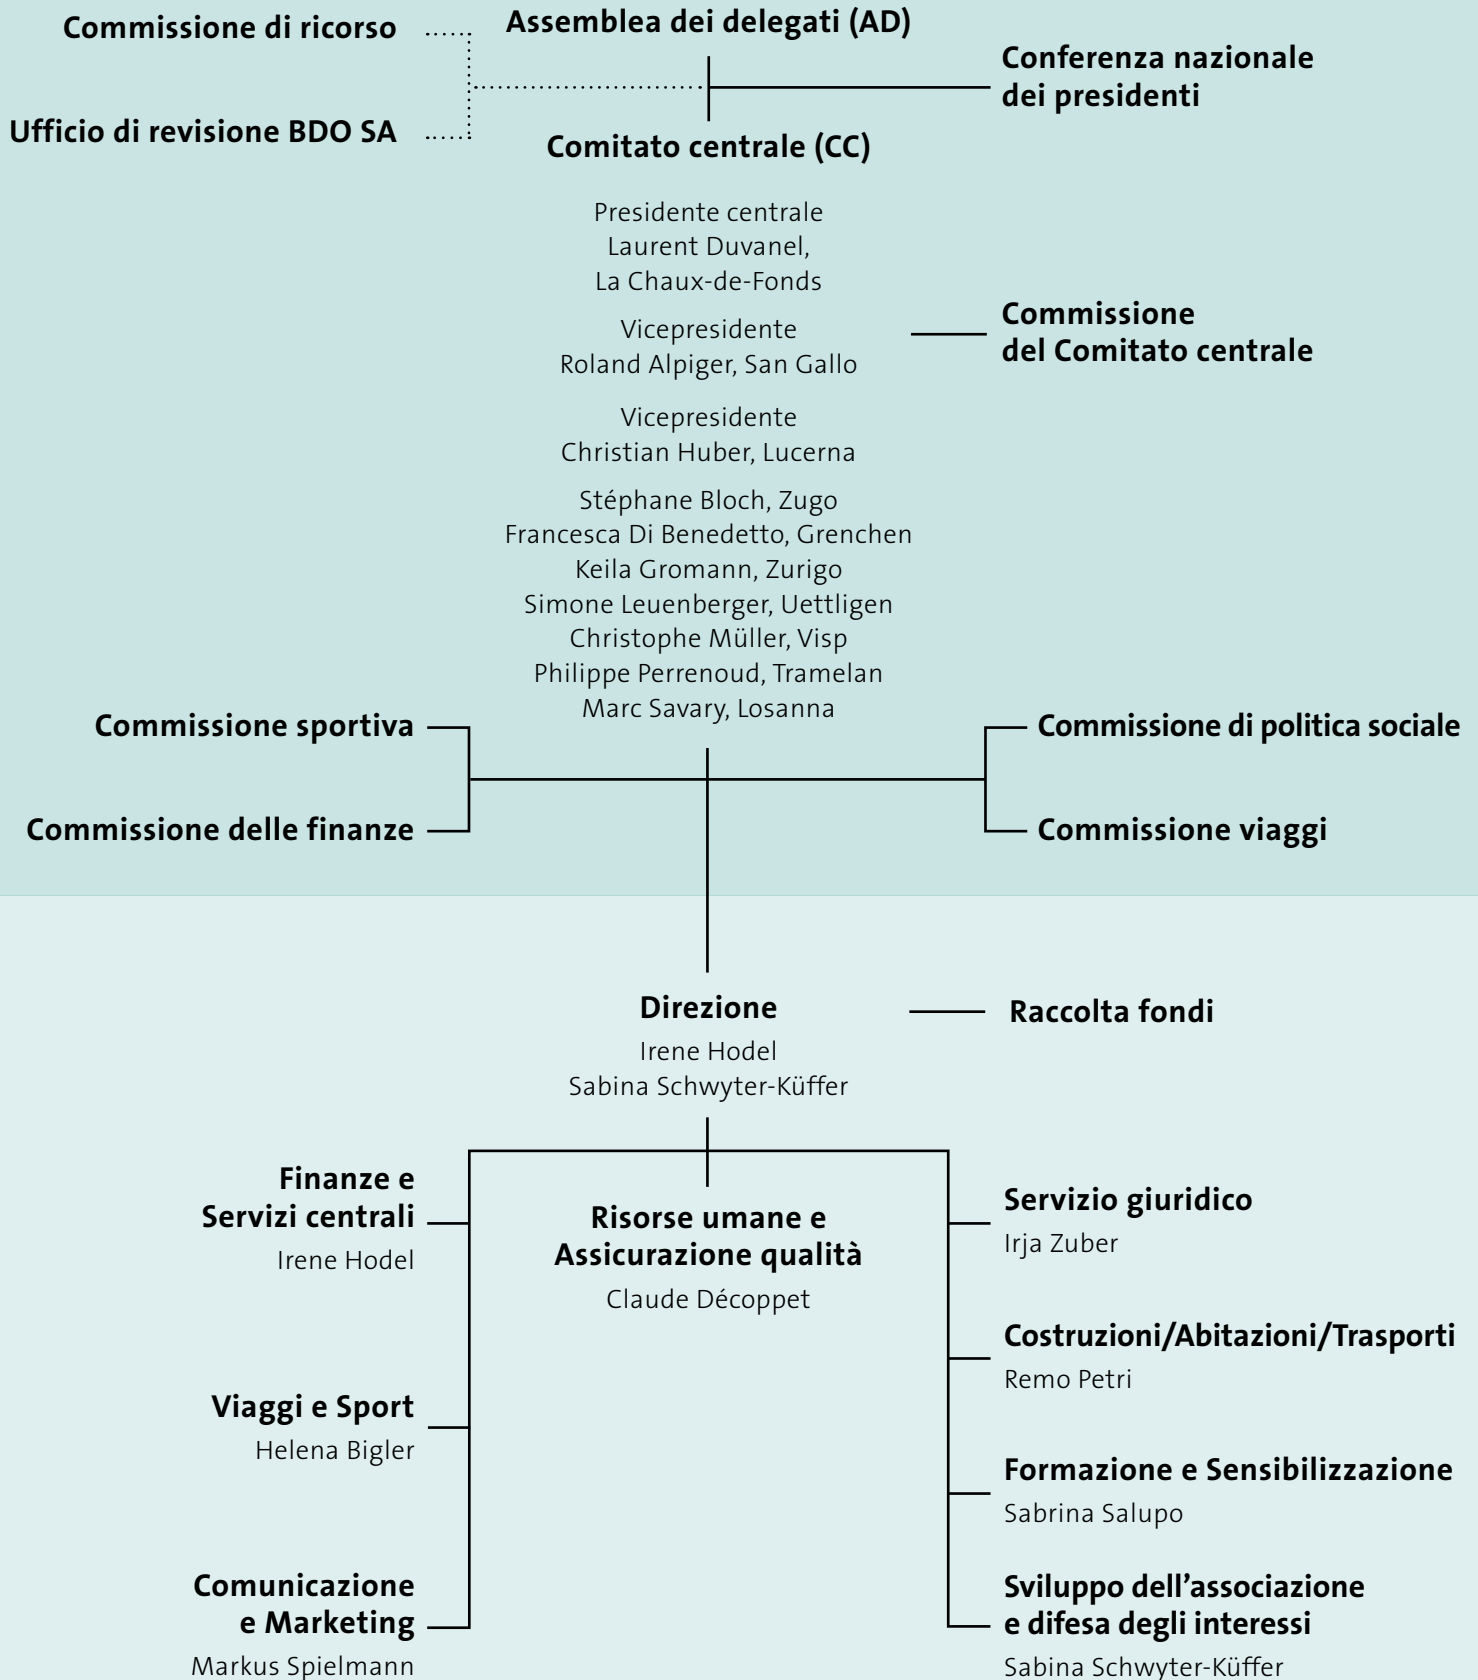 Commissione di ricorso
Ufficio di revisione BDO SA
Assemblea dei delegati (AD)
Conferenza nazionale
dei presidenti
Comitato centrale (CC)
Presidente centrale
Laurent Duvanel,
La Chaux-de-Fonds
Vicepresidente
Roland Alpiger, San Gallo
Commissione
del Comitato centrale
Vicepresidente
Christian Huber, Lucerna
Stéphane Bloch, Zugo
Francesca Di Benedetto, Grenchen
Keila Gromann, Zurigo
Simone Leuenberger, Uettligen
Christophe Müller, Visp
Philippe Perrenoud, Tramelan
Marc Savary, Losanna
Commissione sportiva
Commissione delle finanze
Commissione di politica sociale
Commissione viaggi
Direzione
Irene Hodel
Sabina Schwyter-Küffer
Raccolta fondi
Finanze e
Servizi centrali
Irene Hodel
Viaggi e Sport
Helena Bigler
Comunicazione
e Marketing
Markus Spielmann
Risorse umane e
Assicurazione qualità
Claude Décoppet
Servizio giuridico
Irja Zuber
Costruzioni/Abitazioni/Trasporti
Remo Petri
Formazione e Sensibilizzazione
Sabrina Salupo
Sviluppo dell’associazione
e difesa degli interessi
Sabina Schwyter-Küffer